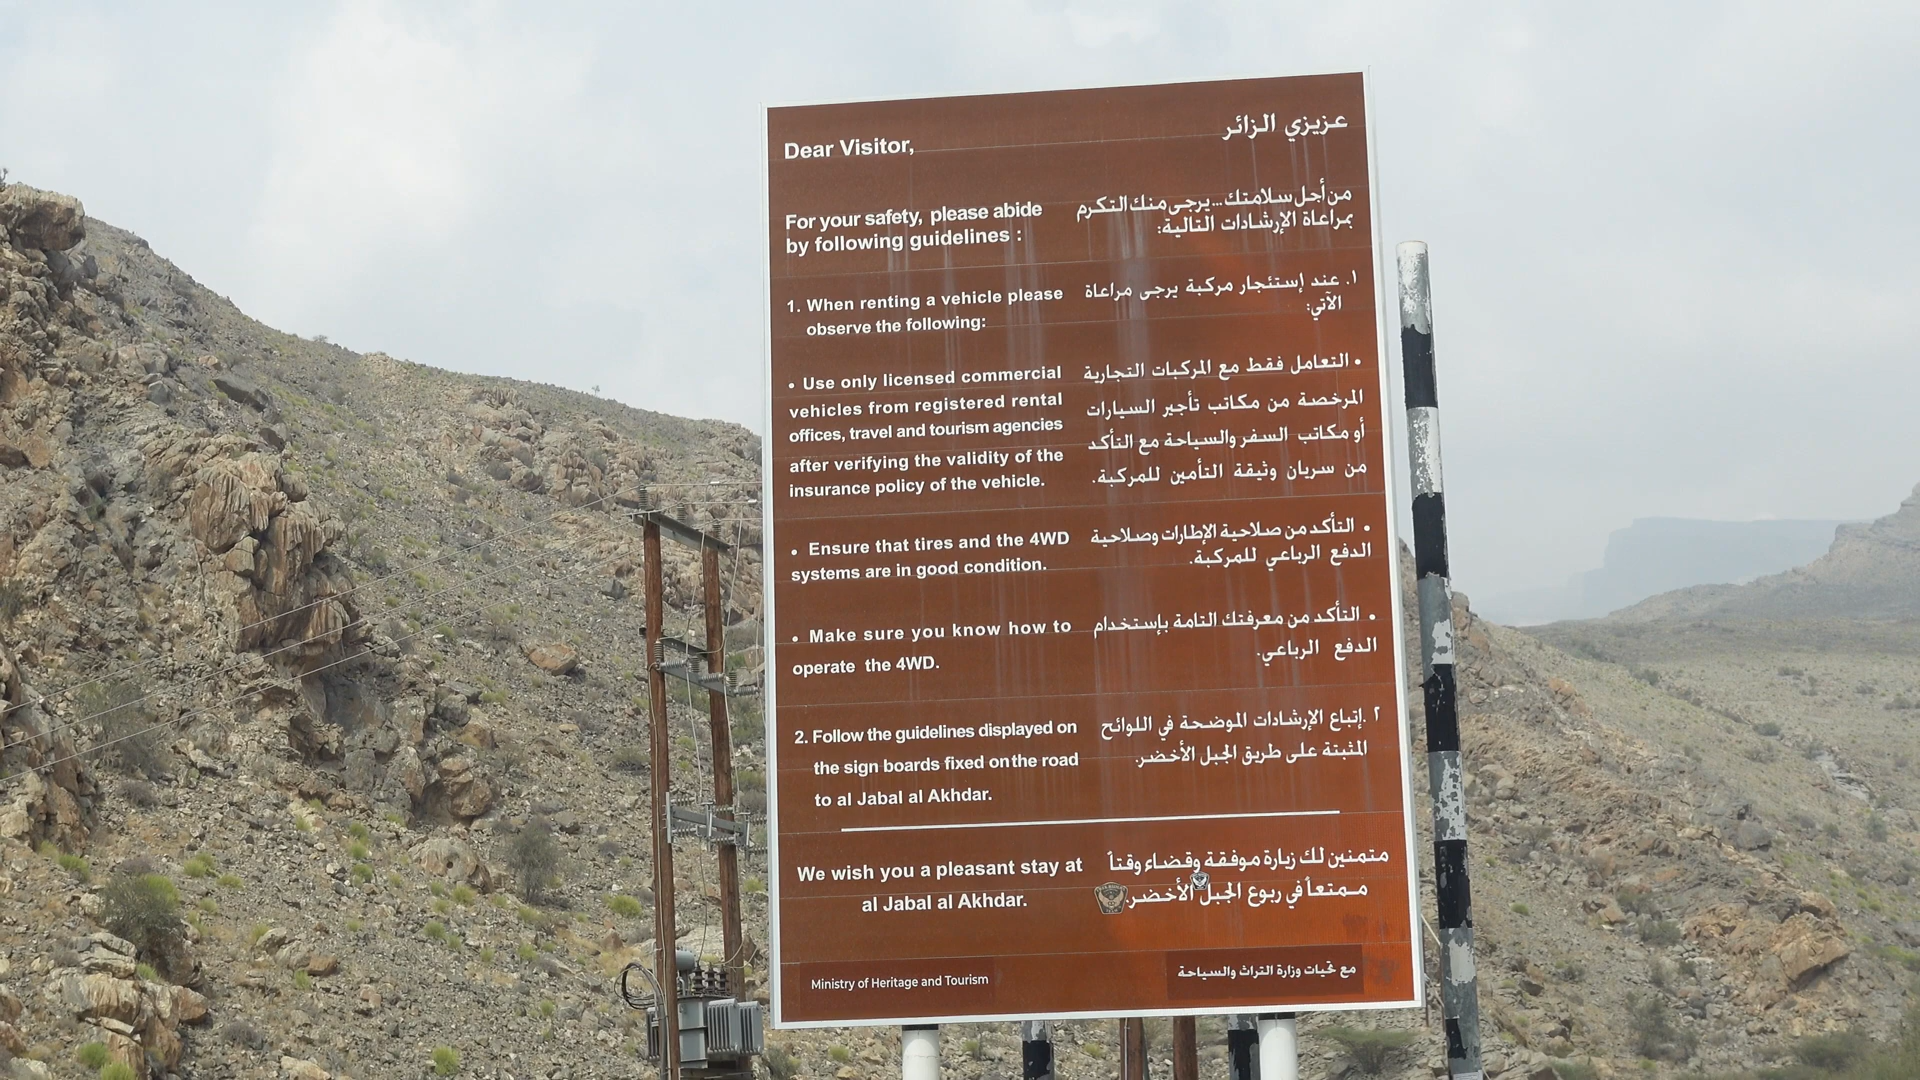 Dear Visitor,
For your safety, please abide
by following guidelines :
1. When renting a vehicle please
observe the following:
• Use only licensed commercial
vehicles from registered rental
offices, travel and tourism agencies
after verifying the validity of the
insurance policy of the vehicle.
• Ensure that tires and the 4WD
systems are in good condition.
• Make sure you know how to
operate the 4WD.
2. Follow the guidelines displayed on
the sign boards fixed on the road
to al Jabal al Akhdar.
We wish you a pleasant stay at
al Jabal al Akhdar.
Ministry of Heritage and Tourism
عزيزي الزائر
من أجل سلامتك... يرجى منك التكرم
بمراعاة الإرشادات التالية:
١. عند إستئجار مركبة يرجى مراعاة
الآتي:
• التعامل فقط مع المركبات التجارية
المرخصة من مكاتب تأجير السيارات
أو مكاتب السفر والسياحة مع التأكد
من سريان وثيقة التأمين للمركبة.
• التأكد من صلاحية الإطارات وصلاحية
الدفع الرباعي للمركبة.
• التأكد من معرفتك التامة بإستخدام
الدفع الرباعي.
٢ .إتباع الإرشادات الموضحة في اللوائح
المثبتة على طريق الجبل الأخضر.
متمنين لك زيارة موفقة وقضاء وقتاً
ممتعاً في ربوع الجبل الأخضر.
مع تحيات وزارة التراث والسياحة